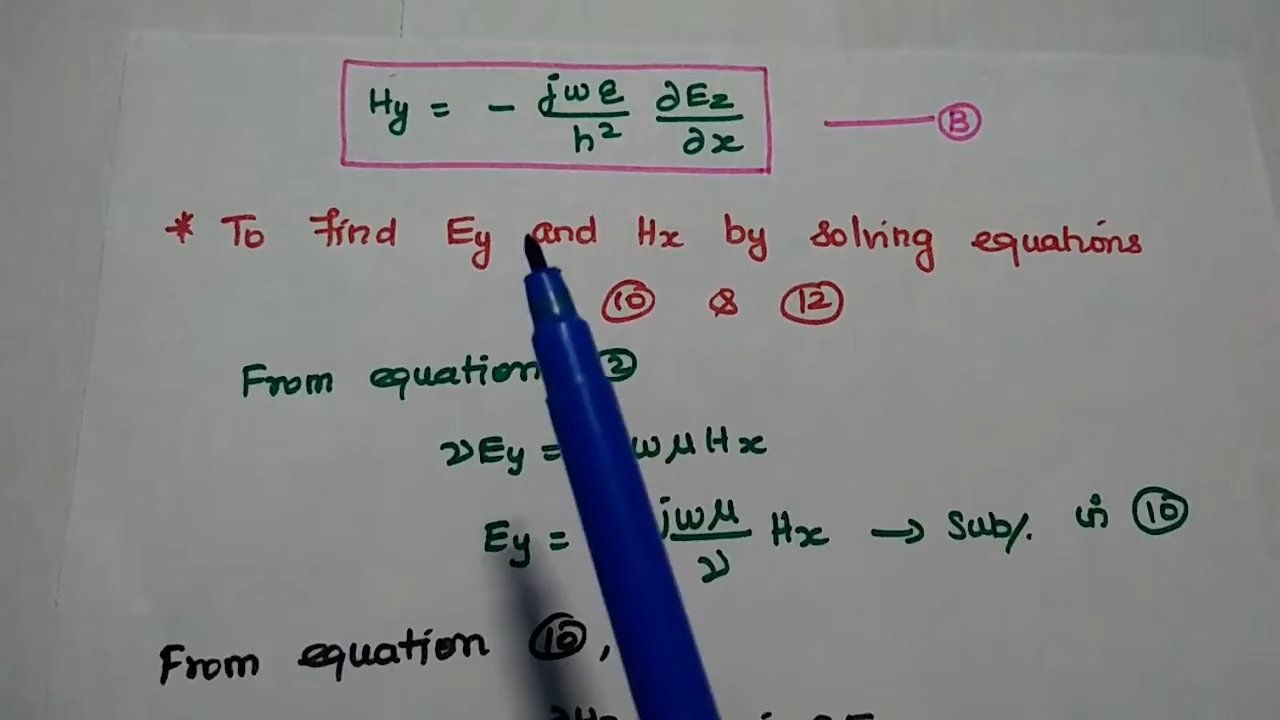 Hy = - jωε/h² ∂Ez/∂x —— Ⓑ
* To find Ey and Hx by solving equations
⑩ & ⑫
From equation
γEy = ωμHx
Ey = jωμ/γ Hx → Sub/. in ⑩
From equation ⑩,